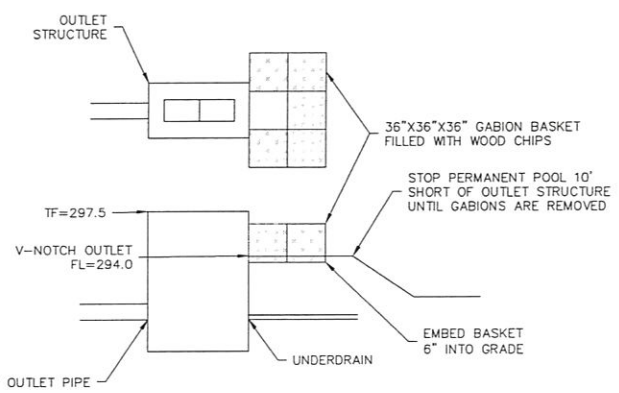 OUTLET
STRUCTURE
36"X36"X36" GABION BASKET
FILLED WITH WOOD CHIPS
STOP PERMANENT POOL 10'
SHORT OF OUTLET STRUCTURE
UNTIL GABIONS ARE REMOVED
TF=297.5
V-NOTCH OUTLET
FL=294.0
EMBED BASKET
6" INTO GRADE
UNDERDRAIN
OUTLET PIPE